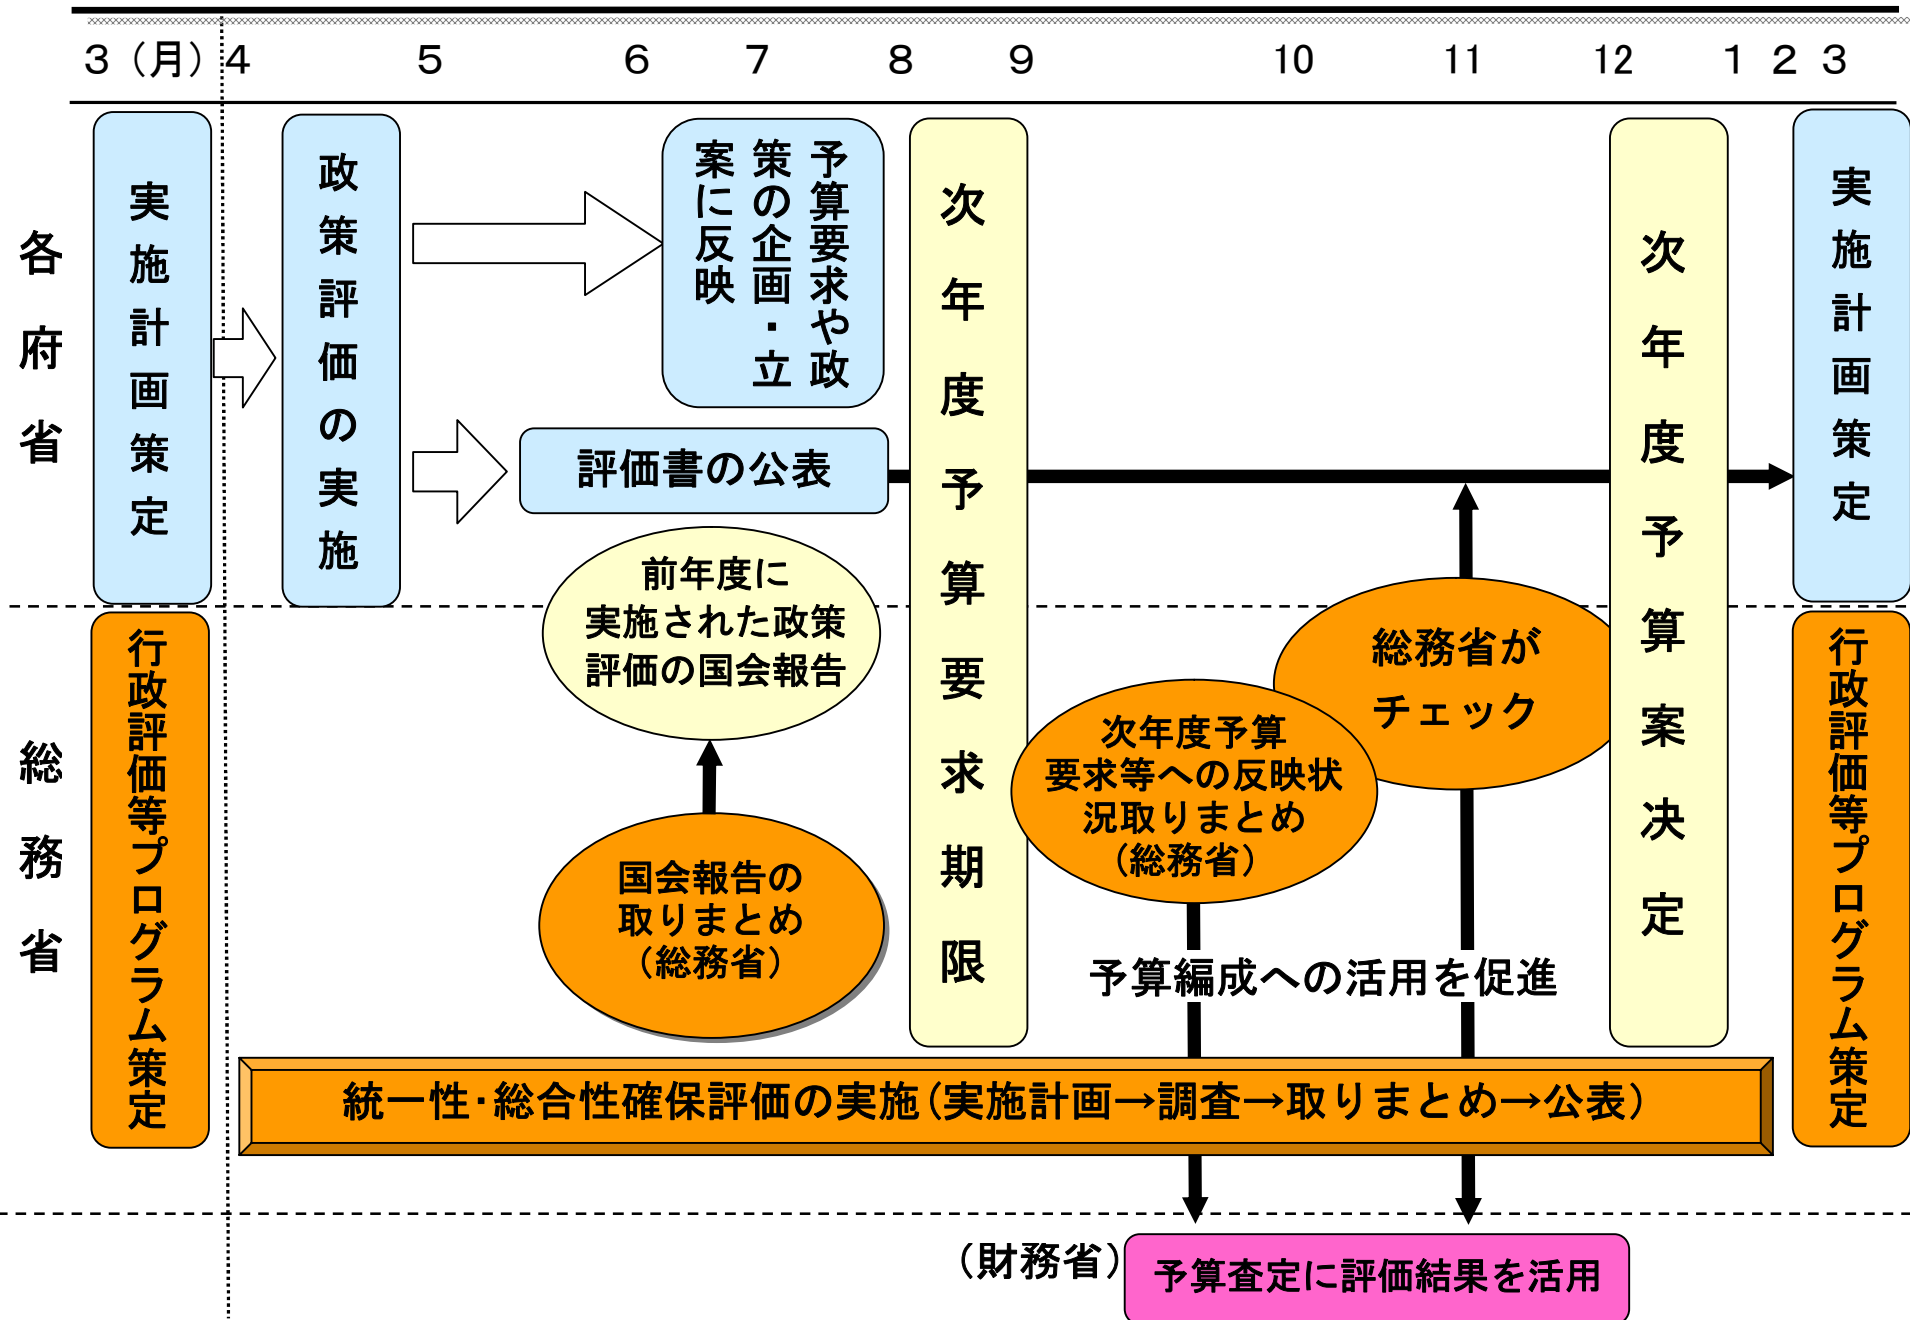 3（月） 4 5 6 7 8 9 10 11 12 1 2 3
各府省
実施計画策定
政策評価の実施
予算要求や政
策の企画・立
案に反映
評価書の公表
次年度予算要求期限
次年度予算案決定
実施計画策定
前年度に
実施された政策
評価の国会報告
総務省
行政評価等プログラム策定
国会報告の
取りまとめ
（総務省）
総務省が
チェック
次年度予算
要求等への反映状
況取りまとめ
（総務省）
予算編成への活用を促進
行政評価等プログラム策定
統一性・総合性確保評価の実施（実施計画→調査→取りまとめ→公表）
（財務省）
予算査定に評価結果を活用